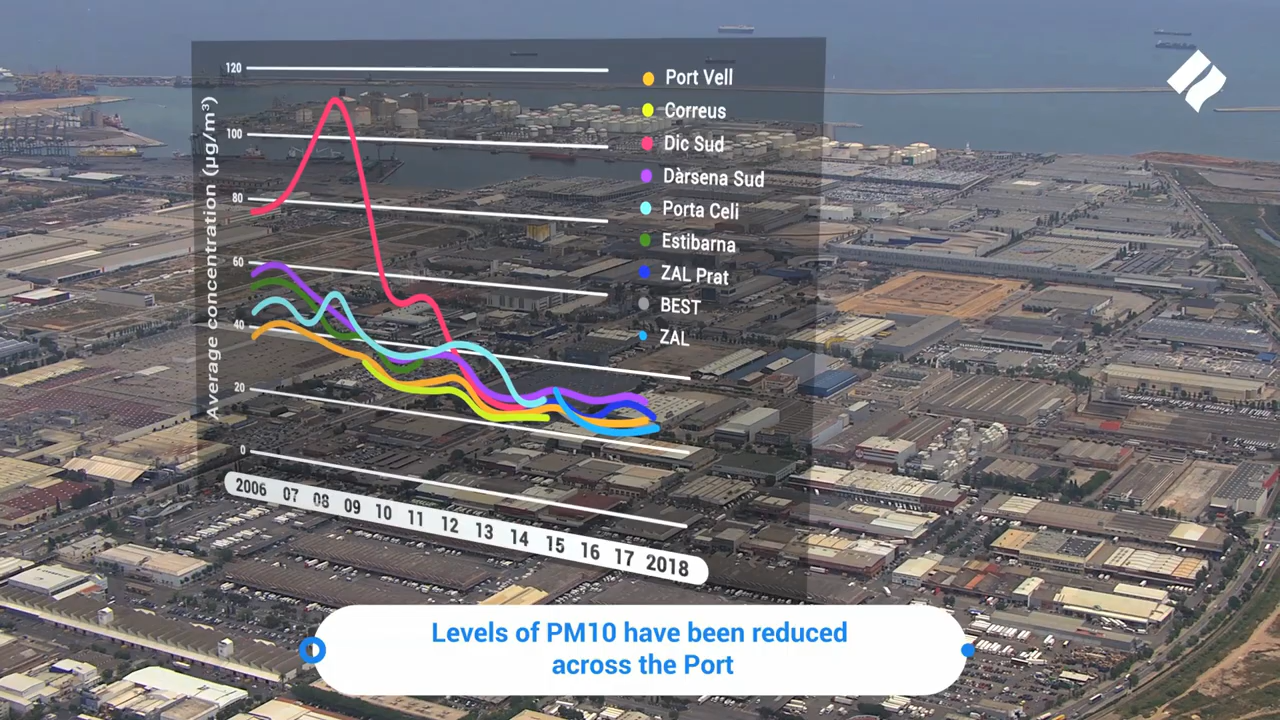 Average concentration (µg/m³)
120
100
80
60
40
20
0
2006 07 08 09 10 11 12 13 14 15 16 17 2018
Port Vell
Correus
Dic Sud
Dàrsena Sud
Porta Celi
Estibarna
ZAL Prat
BEST
ZAL
Levels of PM10 have been reduced
across the Port